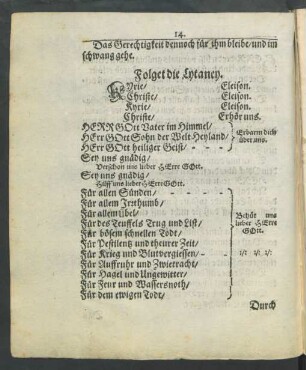 14.
Das Gerechtigkeit dennoch für ihm bleibe/ und im
schwang gehe.
Folget die Lytaney.
Kyrie/ Eleison.
Christe/ Eleison.
Kyrie/ Eleison.
Christe/ Erhör uns.
HERR GOtt Vater im Himmel/
HErr GOtt Sohn der Welt Heyland/
HErr GOtt heiliger Geist/ - - - -
Erbarm dich
über uns.
Sey uns gnädig/
Verschon uns lieber HErre GOtt.
Sey uns gnädig/
Hilff uns lieber HErre GOtt.
Für allen Sünden/
Für allem Irrthumb/
Für allem übel/
Für des Teuffels Trug und List/
Für bösem schnellen Todt/
Für Pestilentz und theurer Zeit/
Für Krieg und Blutvergiessen/ -
Für Auffruhr und Zwietracht/
Für Hagel und Ungewitter/
Für Feur und Wassersnoth/
Für dem ewigen Todt/
Behüt uns
lieber HErre
GOtt.
Durch